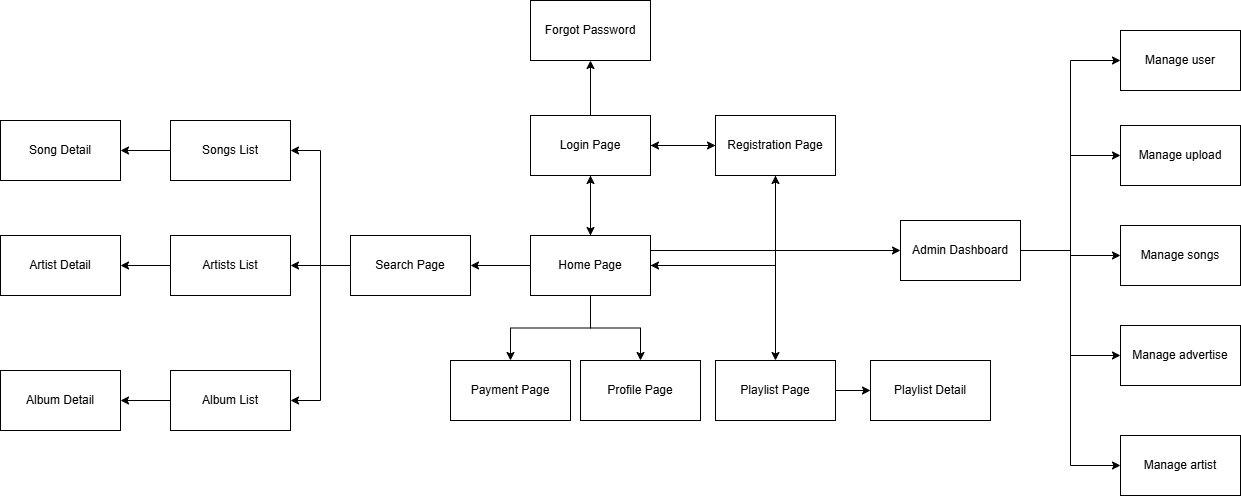 Forgot Password
Manage user
Login Page
Registration Page
Song Detail
Songs List
Manage upload
Admin Dashboard
Artist Detail
Artists List
Search Page
Home Page
Manage songs
Manage advertise
Payment Page
Profile Page
Playlist Page
Playlist Detail
Album Detail
Album List
Manage artist